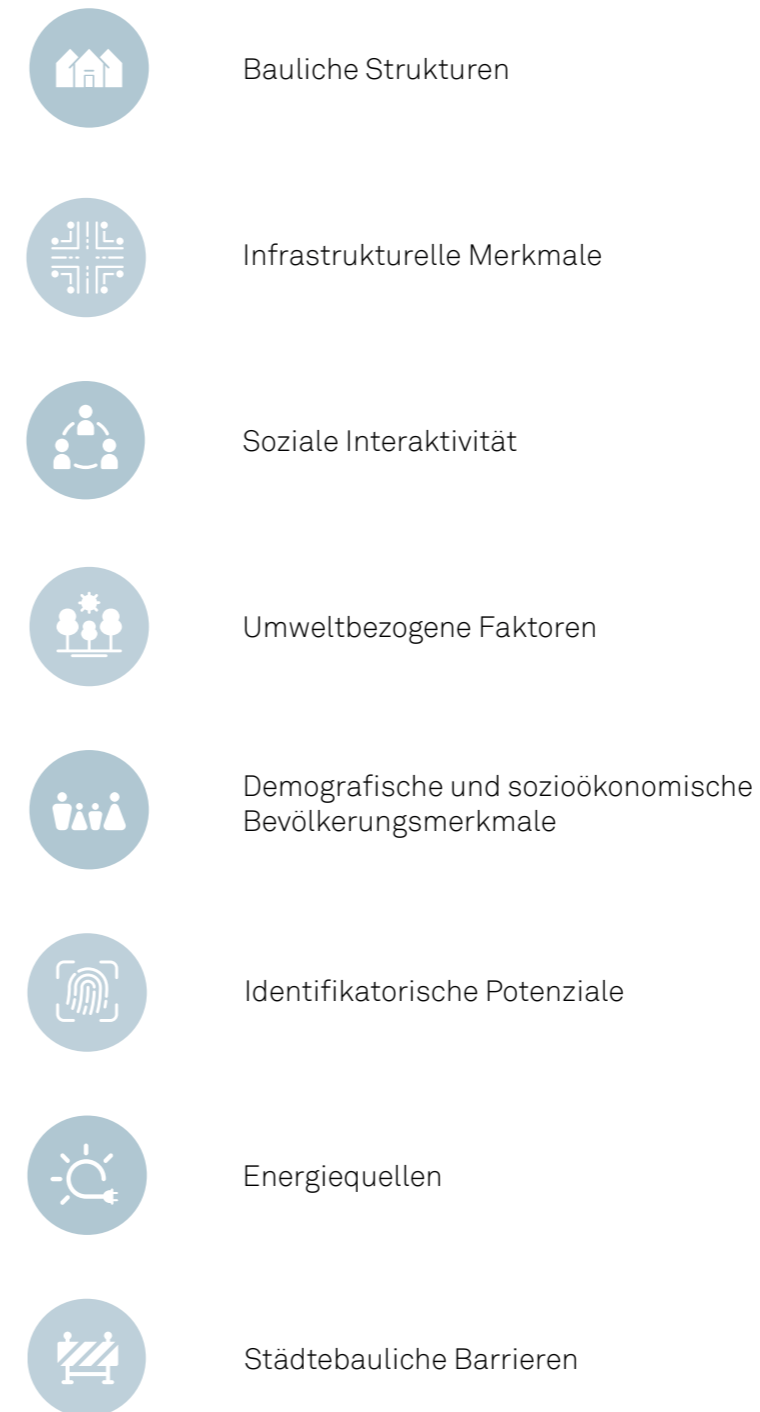 Bauliche Strukturen
Infrastrukturelle Merkmale
Soziale Interaktivität
Umweltbezogene Faktoren
Demografische und sozioökonomische
Bevölkerungsmerkmale
Identifikatorische Potenziale
Energiequellen
Städtebauliche Barrieren